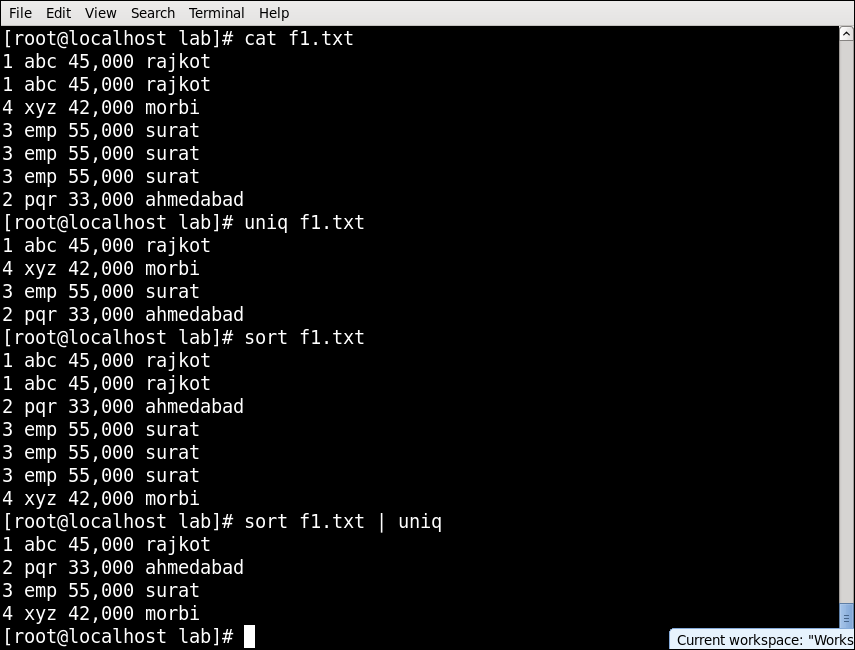 File Edit View Search Terminal Help
[root@localhost lab]# cat f1.txt
1 abc 45,000 rajkot
1 abc 45,000 rajkot
4 xyz 42,000 morbi
3 emp 55,000 surat
3 emp 55,000 surat
3 emp 55,000 surat
2 pqr 33,000 ahmedabad
[root@localhost lab]# uniq f1.txt
1 abc 45,000 rajkot
4 xyz 42,000 morbi
3 emp 55,000 surat
2 pqr 33,000 ahmedabad
[root@localhost lab]# sort f1.txt
1 abc 45,000 rajkot
1 abc 45,000 rajkot
2 pqr 33,000 ahmedabad
3 emp 55,000 surat
3 emp 55,000 surat
3 emp 55,000 surat
4 xyz 42,000 morbi
[root@localhost lab]# sort f1.txt | uniq
1 abc 45,000 rajkot
2 pqr 33,000 ahmedabad
3 emp 55,000 surat
4 xyz 42,000 morbi
[root@localhost lab]#
Current workspace: "Works